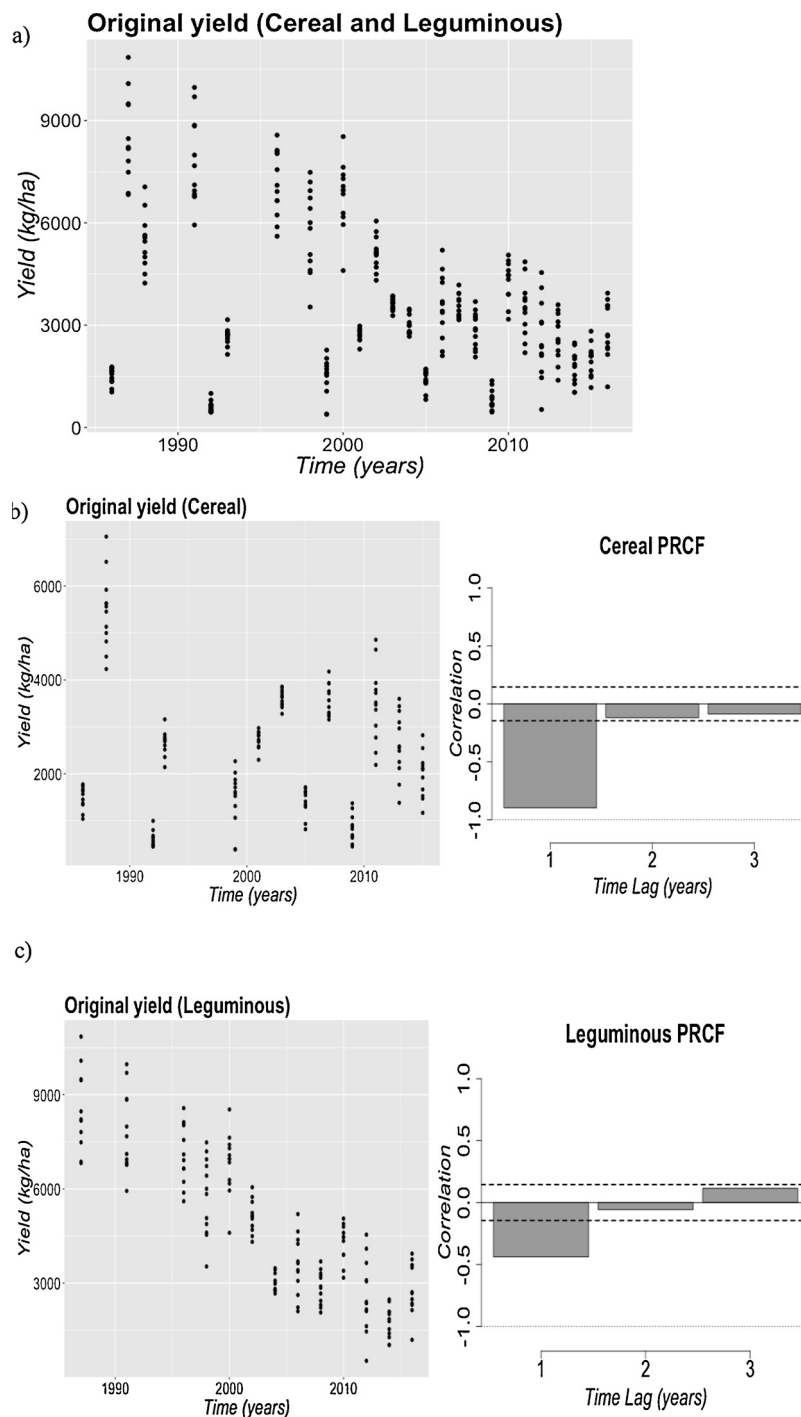 a)
Original yield (Cereal and Leguminous)
Yield (kg/ha)
9000
6000
3000
0
1990
2000
2010
Time (years)
b)
Original yield (Cereal)
Yield (kg/ha)
6000
4000
2000
1990
2000
2010
Time (years)
Cereal PRCF
Correlation
1.0
0.5
0.0
-0.5
-1.0
1
2
3
Time Lag (years)
c)
Original yield (Leguminous)
Yield (kg/ha)
9000
6000
3000
1990
2000
2010
Time (years)
Leguminous PRCF
Correlation
1.0
0.5
0.0
-0.5
-1.0
1
2
3
Time Lag (years)